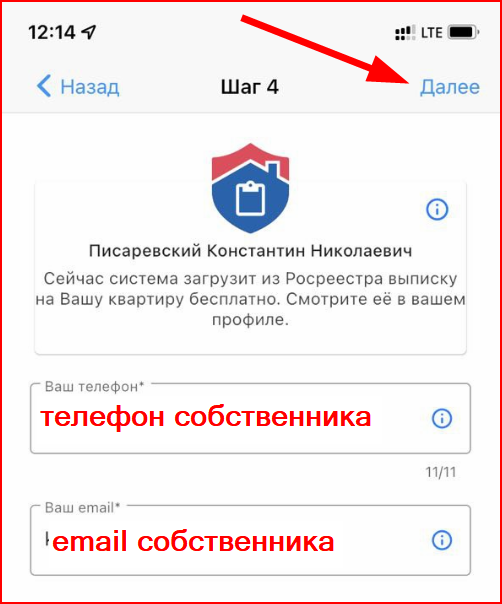 12:14 LTE
Назад Шаг 4 Далее
Писаревский Константин Николаевич
Сейчас система загрузит из Росреестра выписку
на Вашу квартиру бесплатно. Смотрите её в вашем
профиле.
Ваш телефон*
телефон собственника
11/11
Ваш email*
email собственника